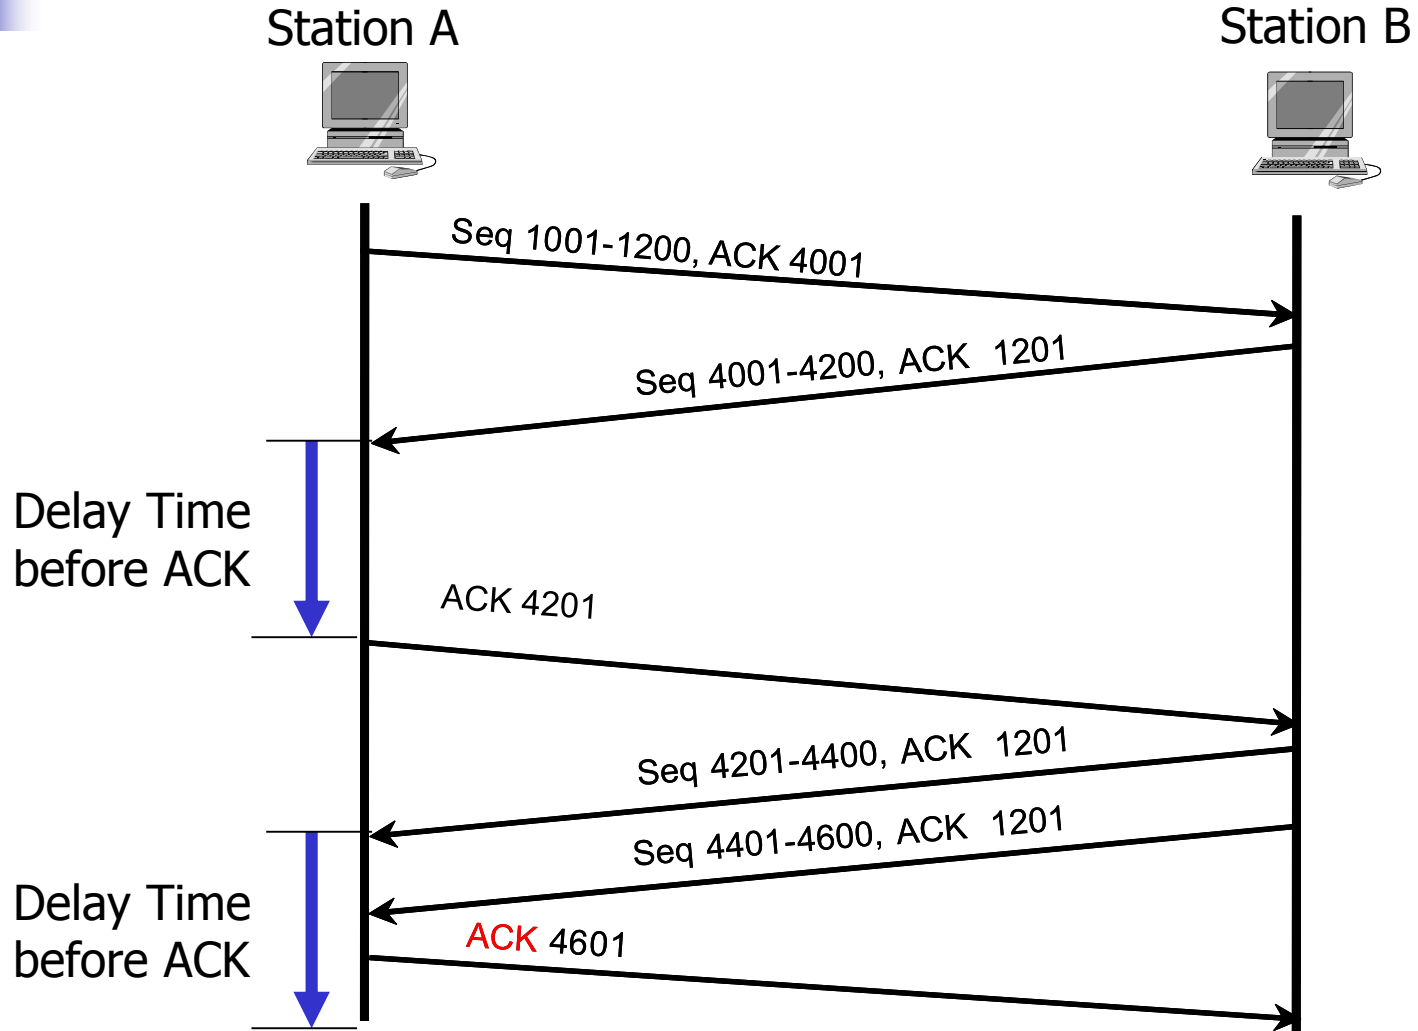 Station A
Station B
Seq 1001-1200, ACK 4001
Seq 4001-4200, ACK 1201
Delay Time
before ACK
ACK 4201
Seq 4201-4400, ACK 1201
Seq 4401-4600, ACK 1201
Delay Time
before ACK
ACK 4601